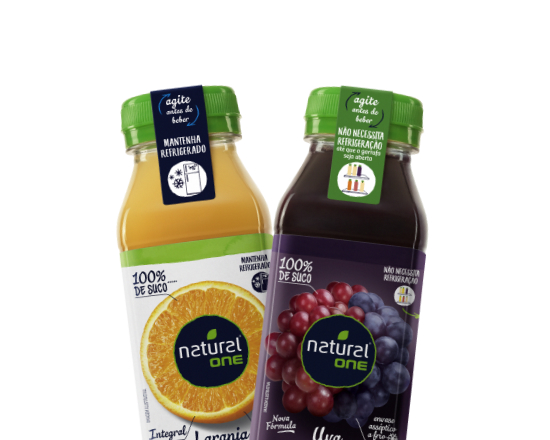 agite
antes de
beber
MANTENHA
REFRIGERADO
100%
DE SUCO
MANTENHA
REFRIGERADO
natural
ONE
Integral
Laranja
agite
antes de
beber
NÃO NECESSITA
REFRIGERAÇÃO
até que a garrafa
seja aberta
100%
DE SUCO
NÃO NECESSITA
REFRIGERAÇÃO
natural
ONE
Nova
Fórmula
Uva
envase
asséptico
a frio